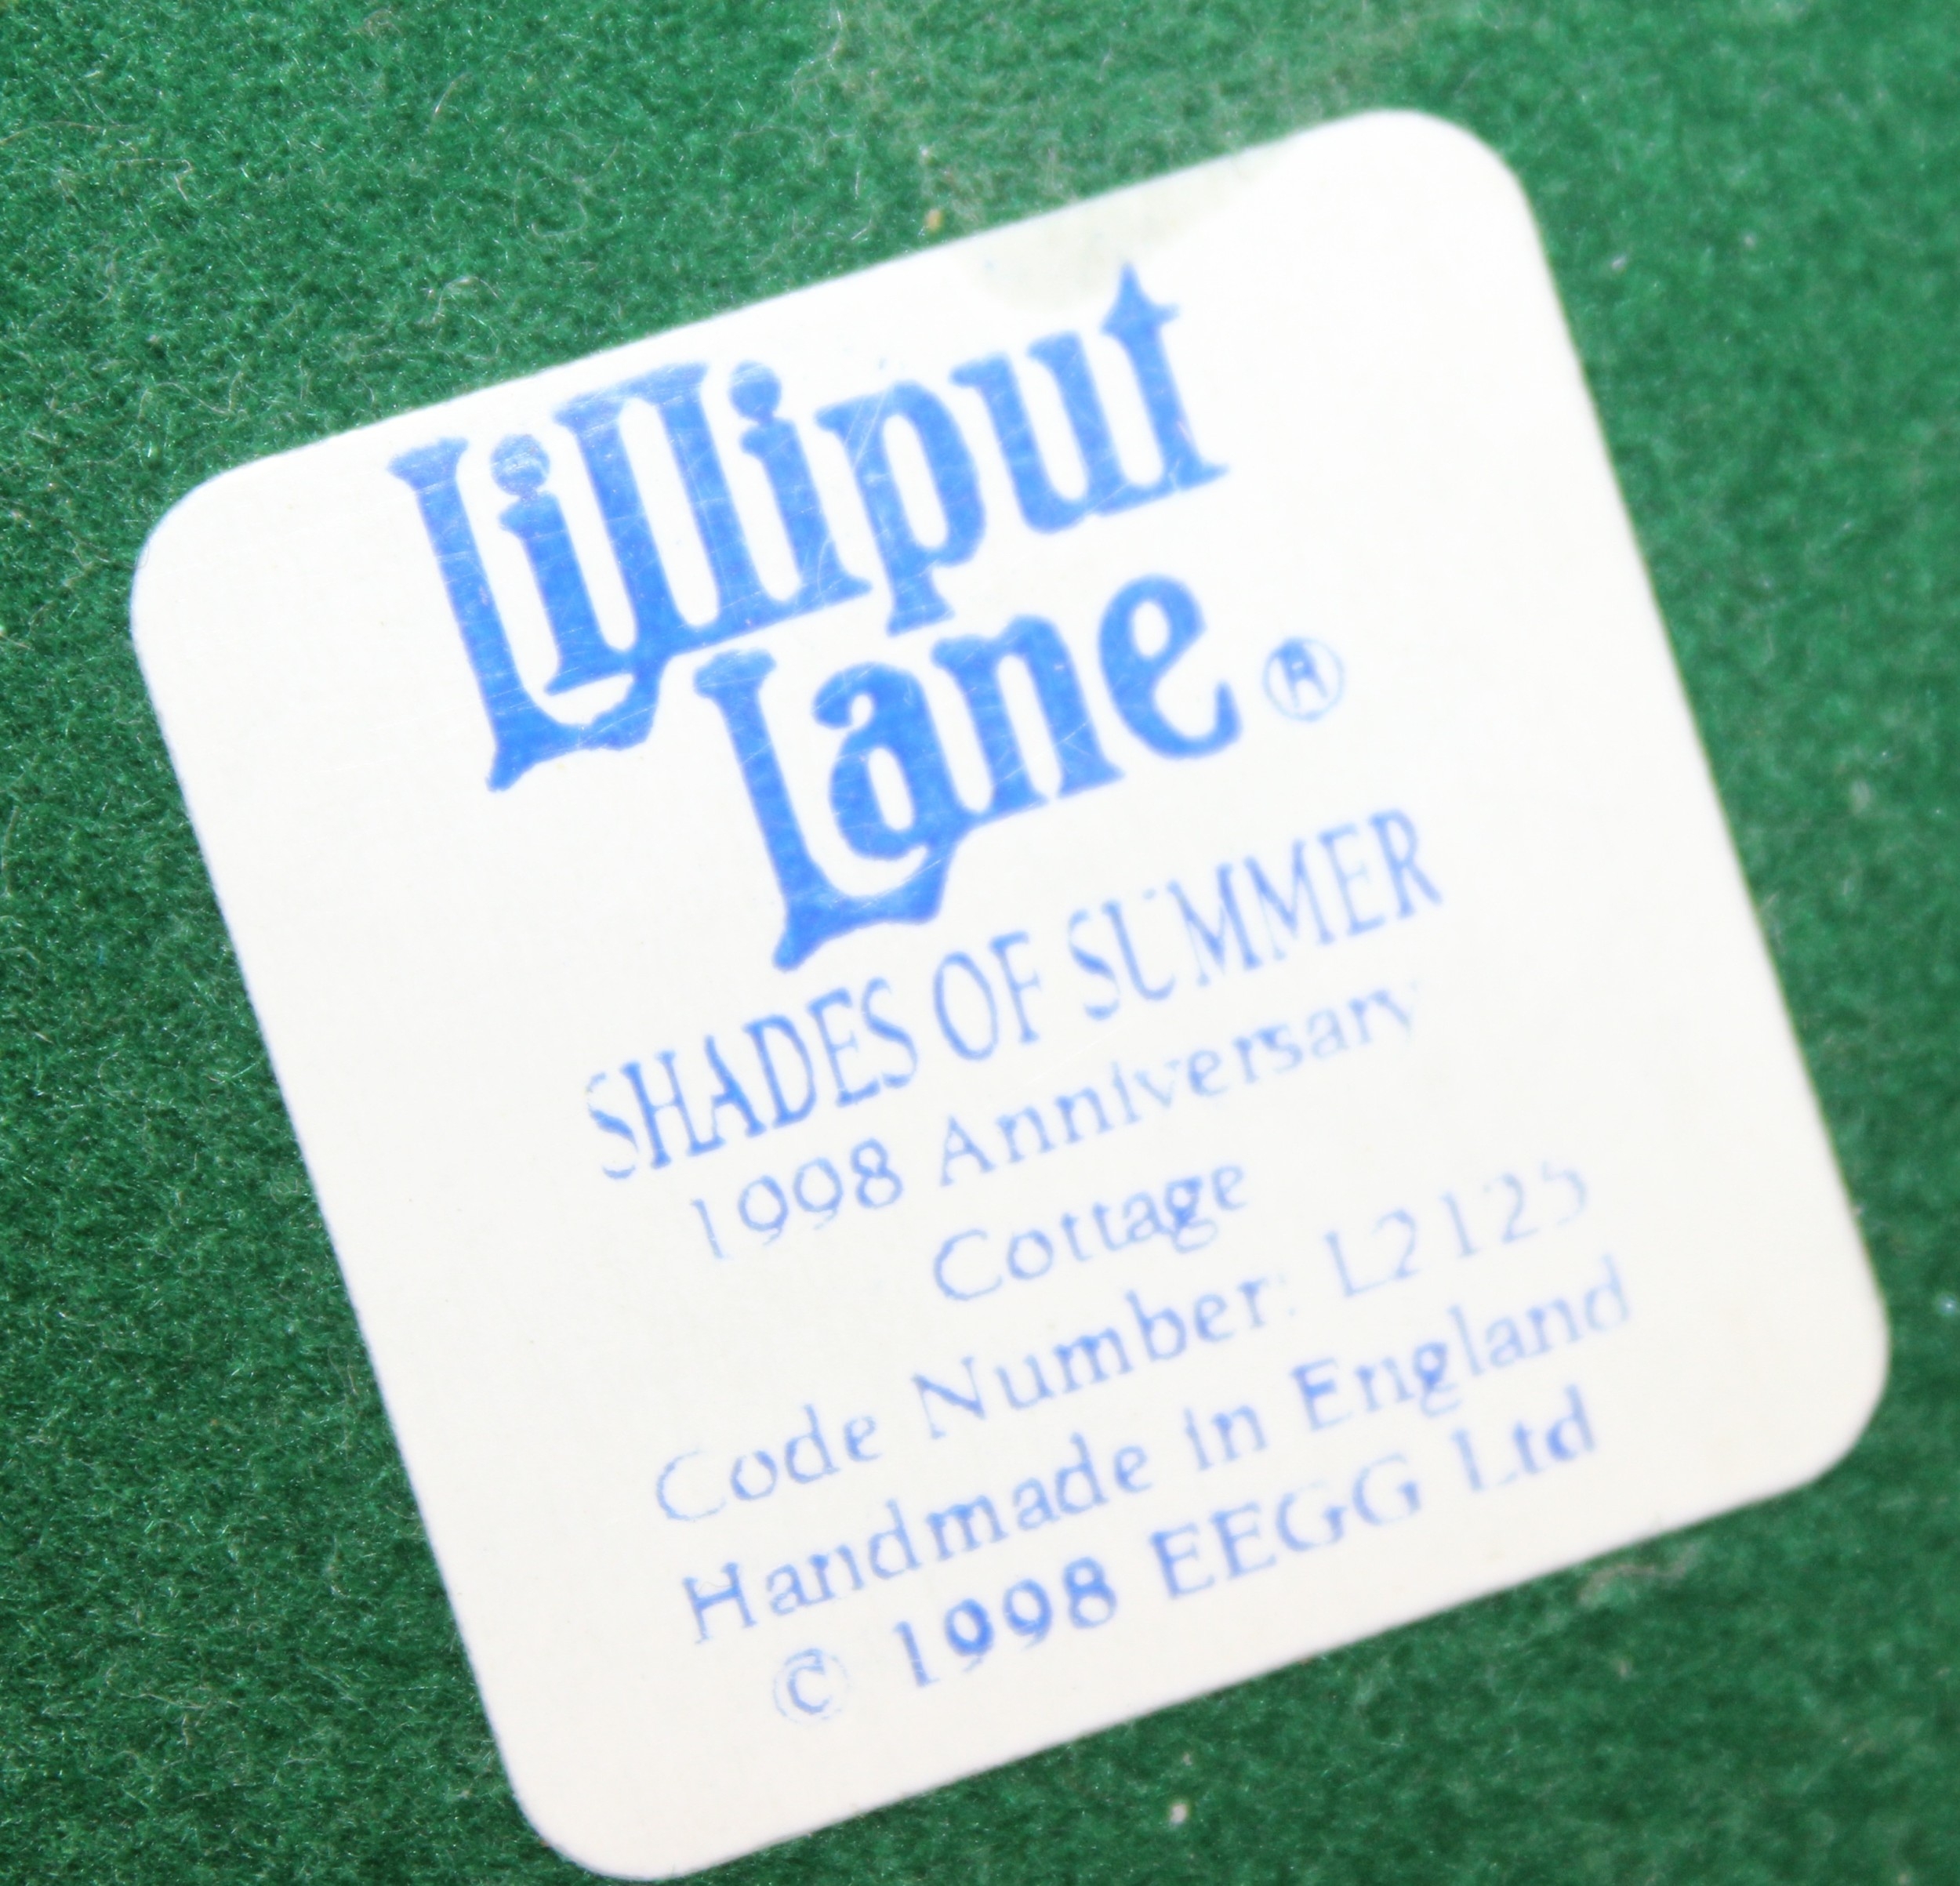 Lilliput
Lane ®
SHADES OF SUMMER
1998 Anniversary
Cottage
Code Number: L2125
Handmade in England
© 1998 EEGG Ltd